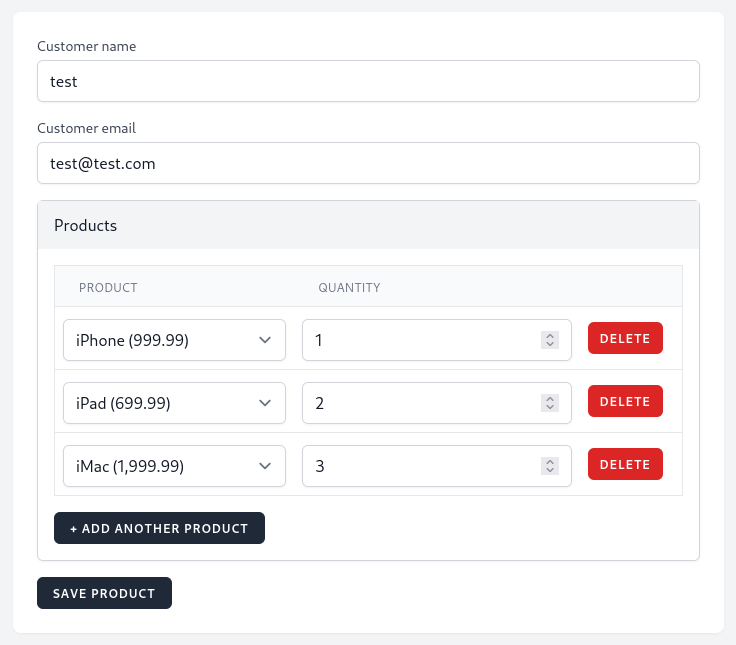 Customer name
test
Customer email
test@test.com
Products
PRODUCT QUANTITY
iPhone (999.99) 1 DELETE
iPad (699.99) 2 DELETE
iMac (1,999.99) 3 DELETE
+ ADD ANOTHER PRODUCT
SAVE PRODUCT